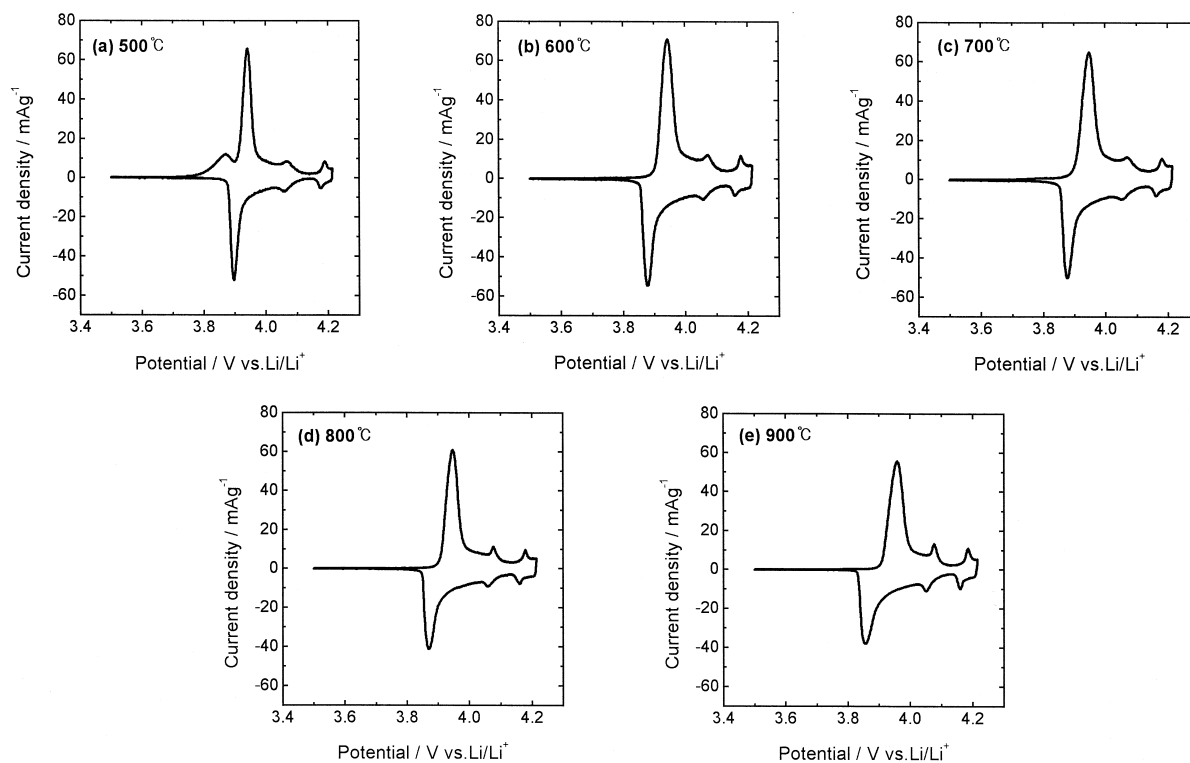 (a) 500℃
80
60
40
20
0
-20
-40
-60
Current density / mAg⁻¹
3.4 3.6 3.8 4.0 4.2
Potential / V vs.Li/Li⁺
(b) 600℃
80
60
40
20
0
-20
-40
-60
Current density / mAg⁻¹
3.4 3.6 3.8 4.0 4.2
Potential / V vs.Li/Li⁺
(c) 700℃
80
60
40
20
0
-20
-40
-60
Current density / mAg⁻¹
3.4 3.6 3.8 4.0 4.2
Potential / V vs.Li/Li⁺
(d) 800℃
80
60
40
20
0
-20
-40
-60
Current density / mAg⁻¹
3.4 3.6 3.8 4.0 4.2
Potential / V vs.Li/Li⁺
(e) 900℃
80
60
40
20
0
-20
-40
-60
Current density / mAg⁻¹
3.4 3.6 3.8 4.0 4.2
Potential / V vs.Li/Li⁺